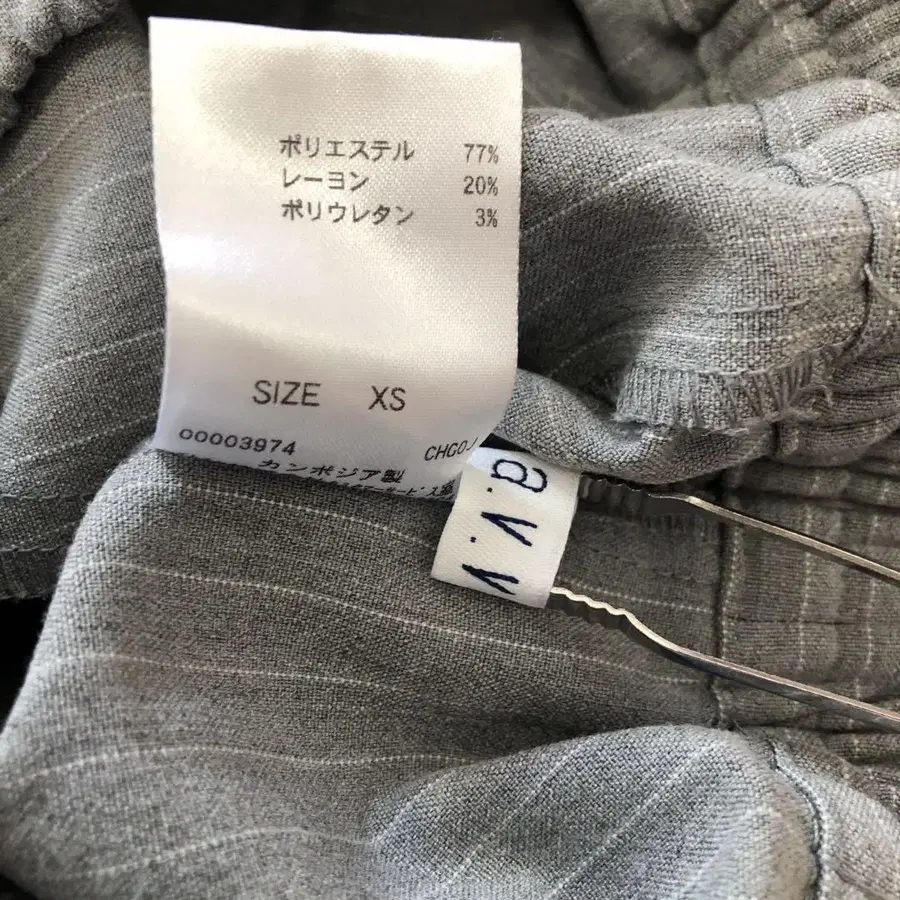 ポリエステル 77%
レーヨン 20%
ポリウレタン 3%
SIZE XS
00003974
カンボジア製